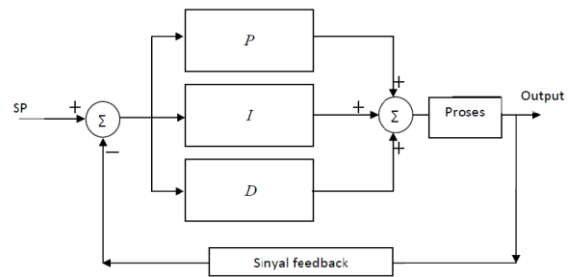 P
+
Output
SP
+
Σ
I
+
Σ
Proses
−
+
D
Sinyal feedback